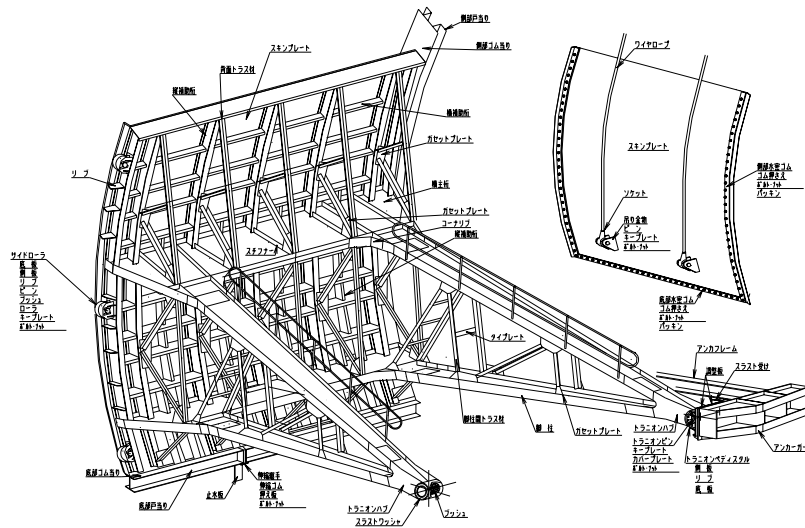 側部戸当り
側部ゴム当り
スキンプレート
背面トラス材
縦補助桁
横補助桁
ガセットプレート
リブ
横主桁
ガセットプレート
コーナリブ
縦補助桁
スチフナー
サイドローラ
底板
側板
リブ
ピン
ブッシュ
ローラ
キープレート
ボルト・ナット
タイプレート
脚柱間トラス材
脚柱
ガセットプレート
底部ゴム当り
底部戸当り
止水板
伸縮継手
伸縮ゴム
押え板
ボルト・ナット
トラニオンハブ
スラストワッシャ
ブッシュ
ワイヤロープ
スキンプレート
ソケット
吊り金物
ピン
キープレート
ボルト・ナット
側部水密ゴム
ゴム押さえ
ボルト・ナット
パッキン
底部水密ゴム
ゴム押さえ
ボルト・ナット
パッキン
アンカフレーム
調整板
スラスト受け
トラニオンハブ
トラニオンピン
キープレート
カバープレート
ボルト・ナット
トラニオンペディスタル
側板
リブ
底板
アンカーガー